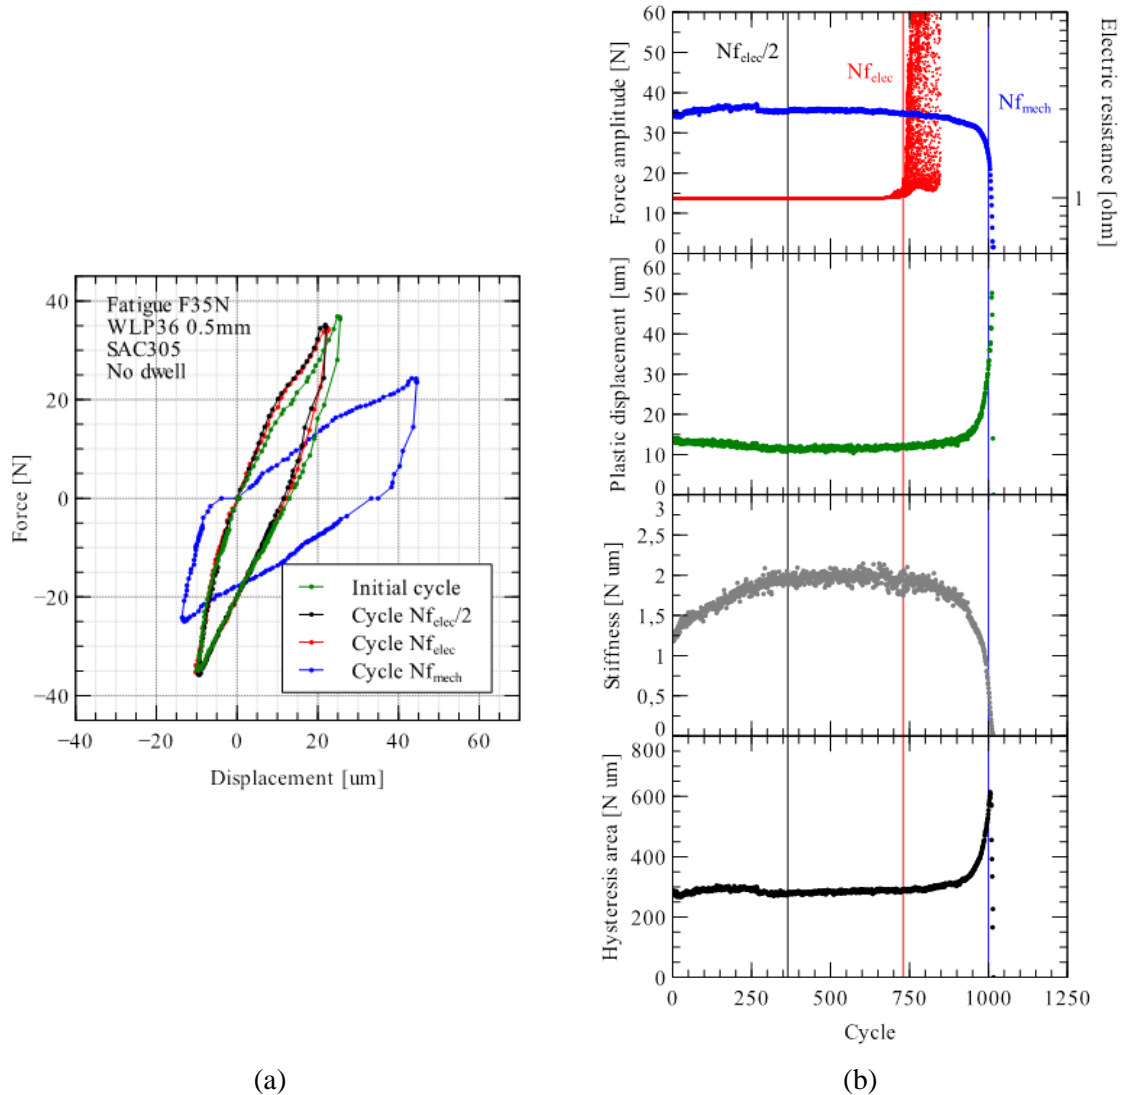 Fatigue F35N
WLP36 0.5mm
SAC305
No dwell
40
20
0
−20
−40
Force [N]
Initial cycle
Cycle Nfelec/2
Cycle Nfelec
Cycle Nfmech
−40 −20 0 20 40 60
Displacement [um]
(a)
60
50
40
30
20
10
0
Force amplitude [N]
Nfelec/2
Nfelec
Nfmech
1
Electric resistance [ohm]
60
50
40
30
20
10
0
Plastic displacement [um]
3
2,5
2
1,5
1
0,5
0
Stiffness [N um]
800
600
400
200
0
Hysteresis area [N um]
0 250 500 750 1000 1250
Cycle
(b)